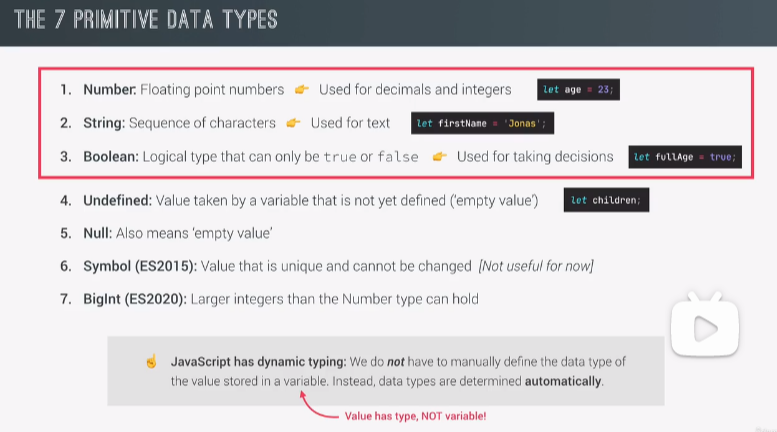 THE 7 PRIMITIVE DATA TYPES
1. Number: Floating point numbers 👉 Used for decimals and integers let age = 23;
2. String: Sequence of characters 👉 Used for text let firstName = 'Jonas';
3. Boolean: Logical type that can only be true or false 👉 Used for taking decisions let fullAge = true;
4. Undefined: Value taken by a variable that is not yet defined (‘empty value’) let children;
5. Null: Also means ‘empty value’
6. Symbol (ES2015): Value that is unique and cannot be changed [Not useful for now]
7. BigInt (ES2020): Larger integers than the Number type can hold
☝ JavaScript has dynamic typing: We do not have to manually define the data type of
the value stored in a variable. Instead, data types are determined automatically.
Value has type, NOT variable!